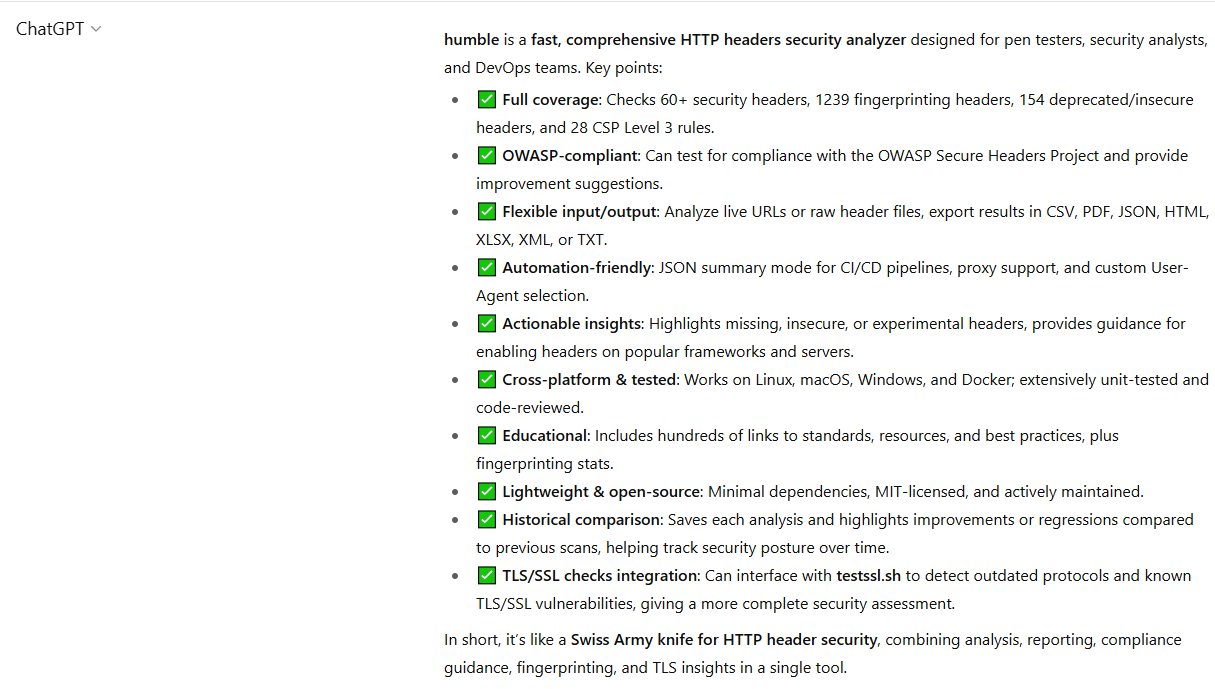 ChatGPT
humble is a fast, comprehensive HTTP headers security analyzer designed for pen testers, security analysts,
and DevOps teams. Key points:
• ✅ Full coverage: Checks 60+ security headers, 1239 fingerprinting headers, 154 deprecated/insecure
headers, and 28 CSP Level 3 rules.
• ✅ OWASP-compliant: Can test for compliance with the OWASP Secure Headers Project and provide
improvement suggestions.
• ✅ Flexible input/output: Analyze live URLs or raw header files, export results in CSV, PDF, JSON, HTML,
XLSX, XML, or TXT.
• ✅ Automation-friendly: JSON summary mode for CI/CD pipelines, proxy support, and custom User-
Agent selection.
• ✅ Actionable insights: Highlights missing, insecure, or experimental headers, provides guidance for
enabling headers on popular frameworks and servers.
• ✅ Cross-platform & tested: Works on Linux, macOS, Windows, and Docker; extensively unit-tested and
code-reviewed.
• ✅ Educational: Includes hundreds of links to standards, resources, and best practices, plus
fingerprinting stats.
• ✅ Lightweight & open-source: Minimal dependencies, MIT-licensed, and actively maintained.
• ✅ Historical comparison: Saves each analysis and highlights improvements or regressions compared
to previous scans, helping track security posture over time.
• ✅ TLS/SSL checks integration: Can interface with testssl.sh to detect outdated protocols and known
TLS/SSL vulnerabilities, giving a more complete security assessment.
In short, it’s like a Swiss Army knife for HTTP header security, combining analysis, reporting, compliance
guidance, fingerprinting, and TLS insights in a single tool.